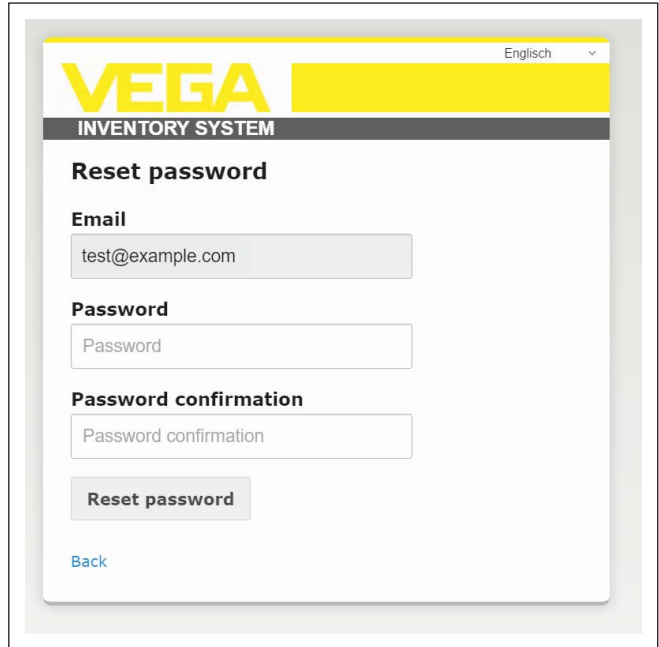 Englisch
VEGA
INVENTORY SYSTEM
Reset password
Email
test@example.com
Password
Password
Password confirmation
Password confirmation
Reset password
Back